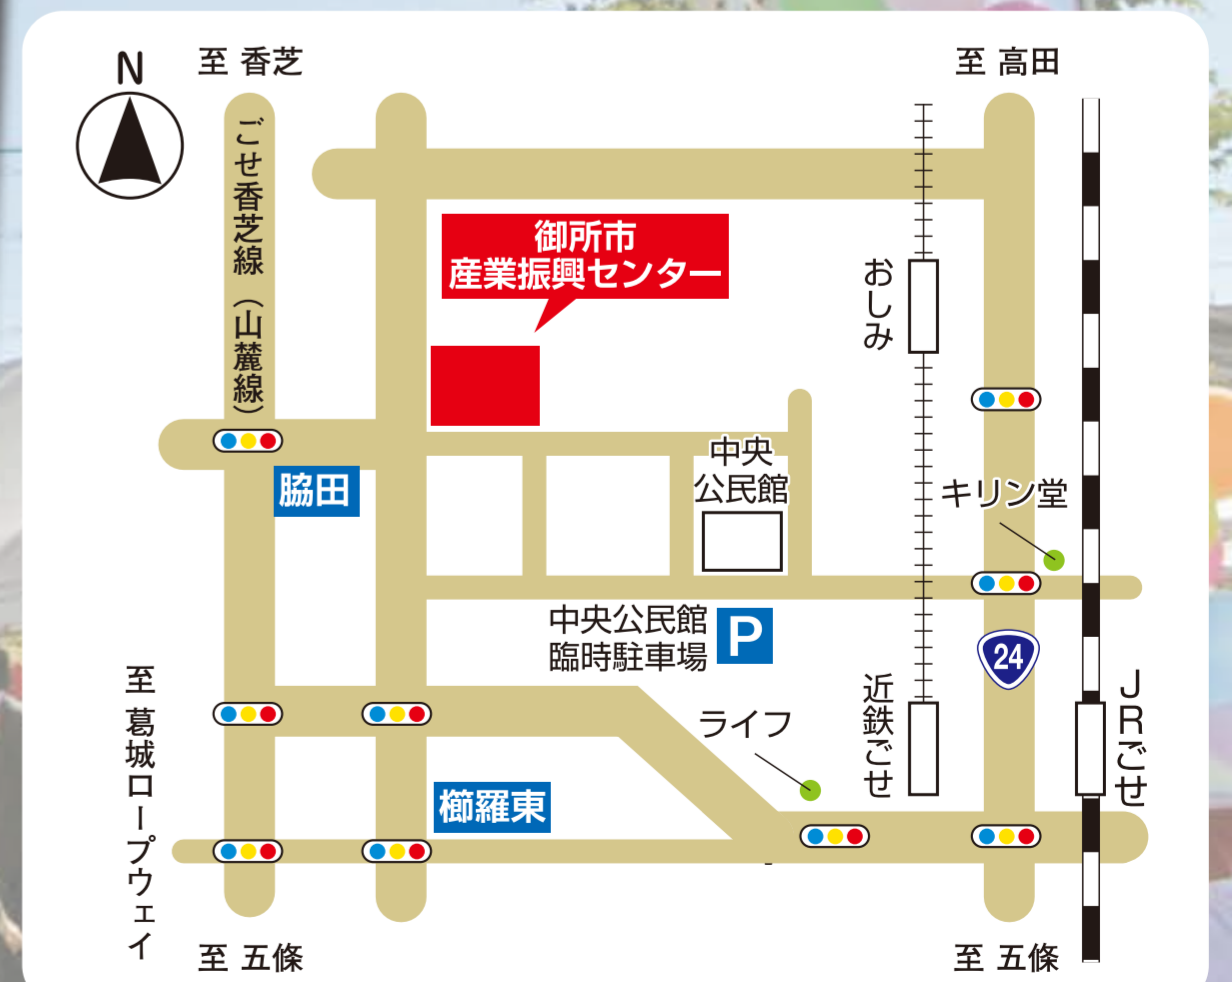 N
至 香芝
至 高田
ごせ香芝線（山麓線）
御所市
産業振興センター
おしみ
中央
公民館
脇田
キリン堂
中央公民館
臨時駐車場
P
24
至 葛城ロープウェイ
近鉄ごせ
JRごせ
ライフ
櫛羅東
至 五條
至 五條